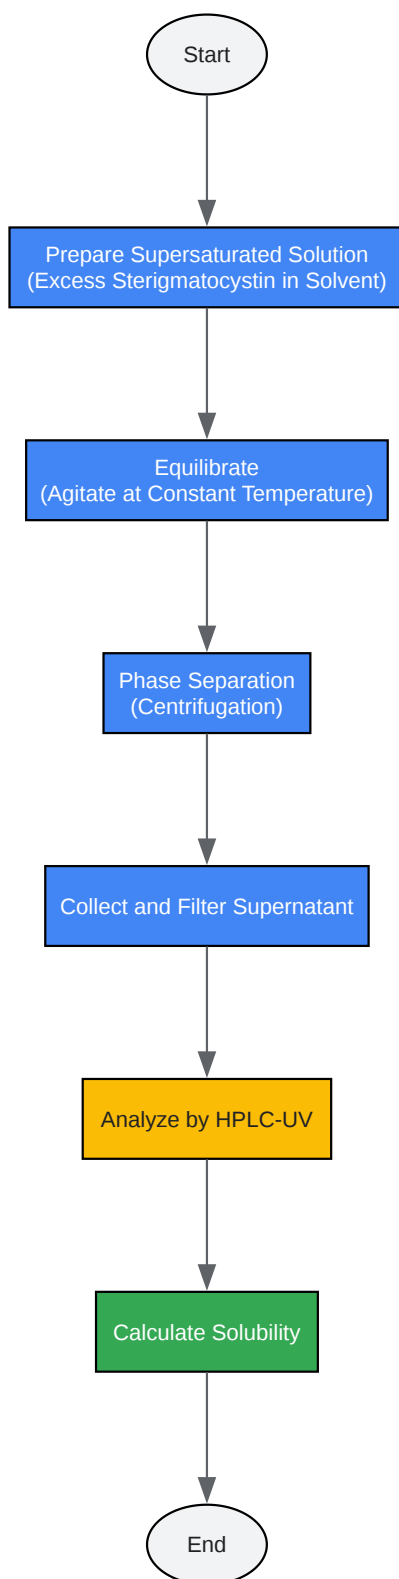 Start
Prepare Supersaturated Solution
(Excess Sterigmatocystin in Solvent)
Equilibrate
(Agitate at Constant Temperature)
Phase Separation
(Centrifugation)
Collect and Filter Supernatant
Analyze by HPLC-UV
Calculate Solubility
End